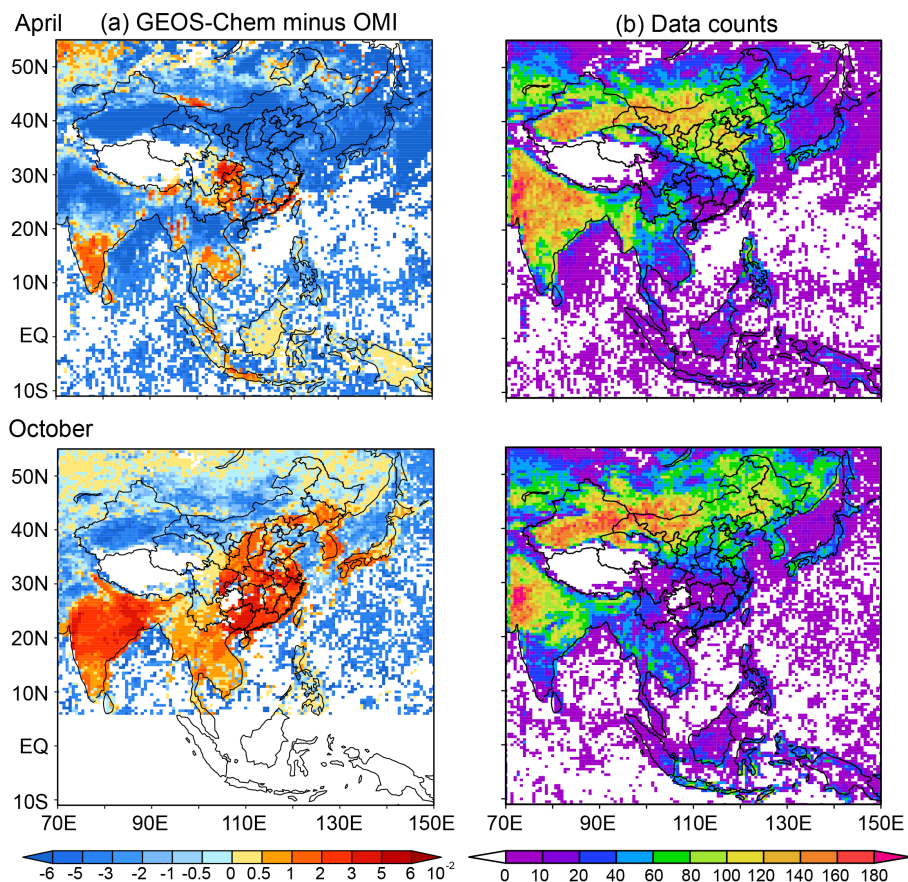 April (a) GEOS-Chem minus OMI (b) Data counts
50N
40N
30N
20N
10N
EQ
10S
October
50N
40N
30N
20N
10N
EQ
10S
70E 90E 110E 130E 150E 70E 90E 110E 130E 150E
-6 -5 -3 -2 -1 -0.5 0 0.5 1 2 3 5 6 10-2 0 10 20 40 60 80 100 120 140 160 180